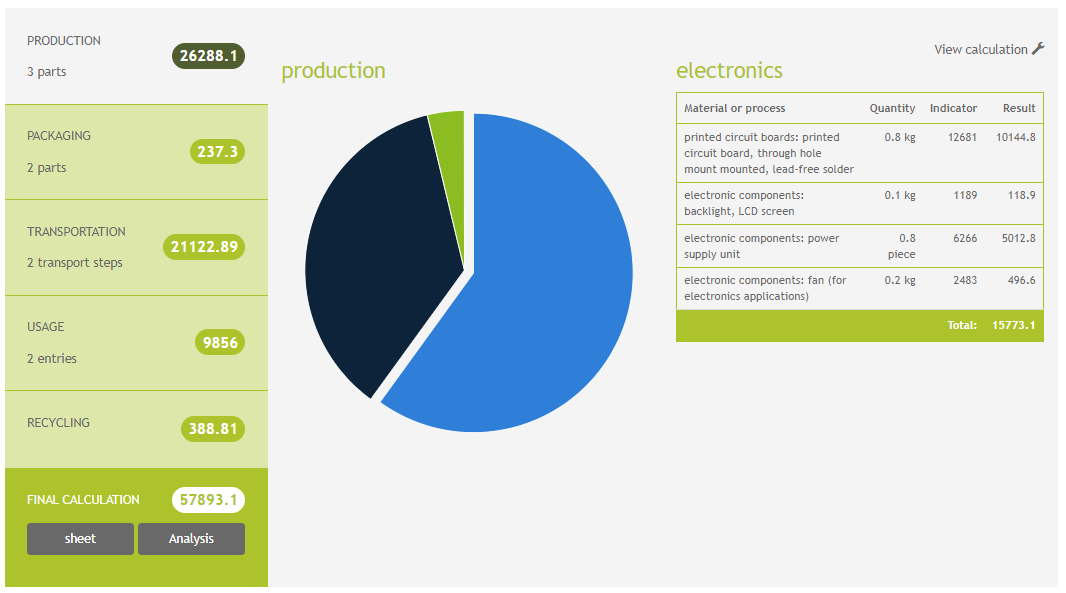 PRODUCTION
26288.1
3 parts
PACKAGING
237.3
2 parts
TRANSPORTATION
21122.89
2 transport steps
USAGE
9856
2 entries
RECYCLING
388.81
FINAL CALCULATION
57893.1
sheet
Analysis
production
View calculation
electronics
Material or process Quantity Indicator Result
printed circuit boards: printed 0.8 kg 12681 10144.8
circuit board, through hole
mount mounted, lead-free solder
electronic components: 0.1 kg 1189 118.9
backlight, LCD screen
electronic components: power 0.8 6266 5012.8
supply unit piece
electronic components: fan (for 0.2 kg 2483 496.6
electronics applications)
Total: 15773.1